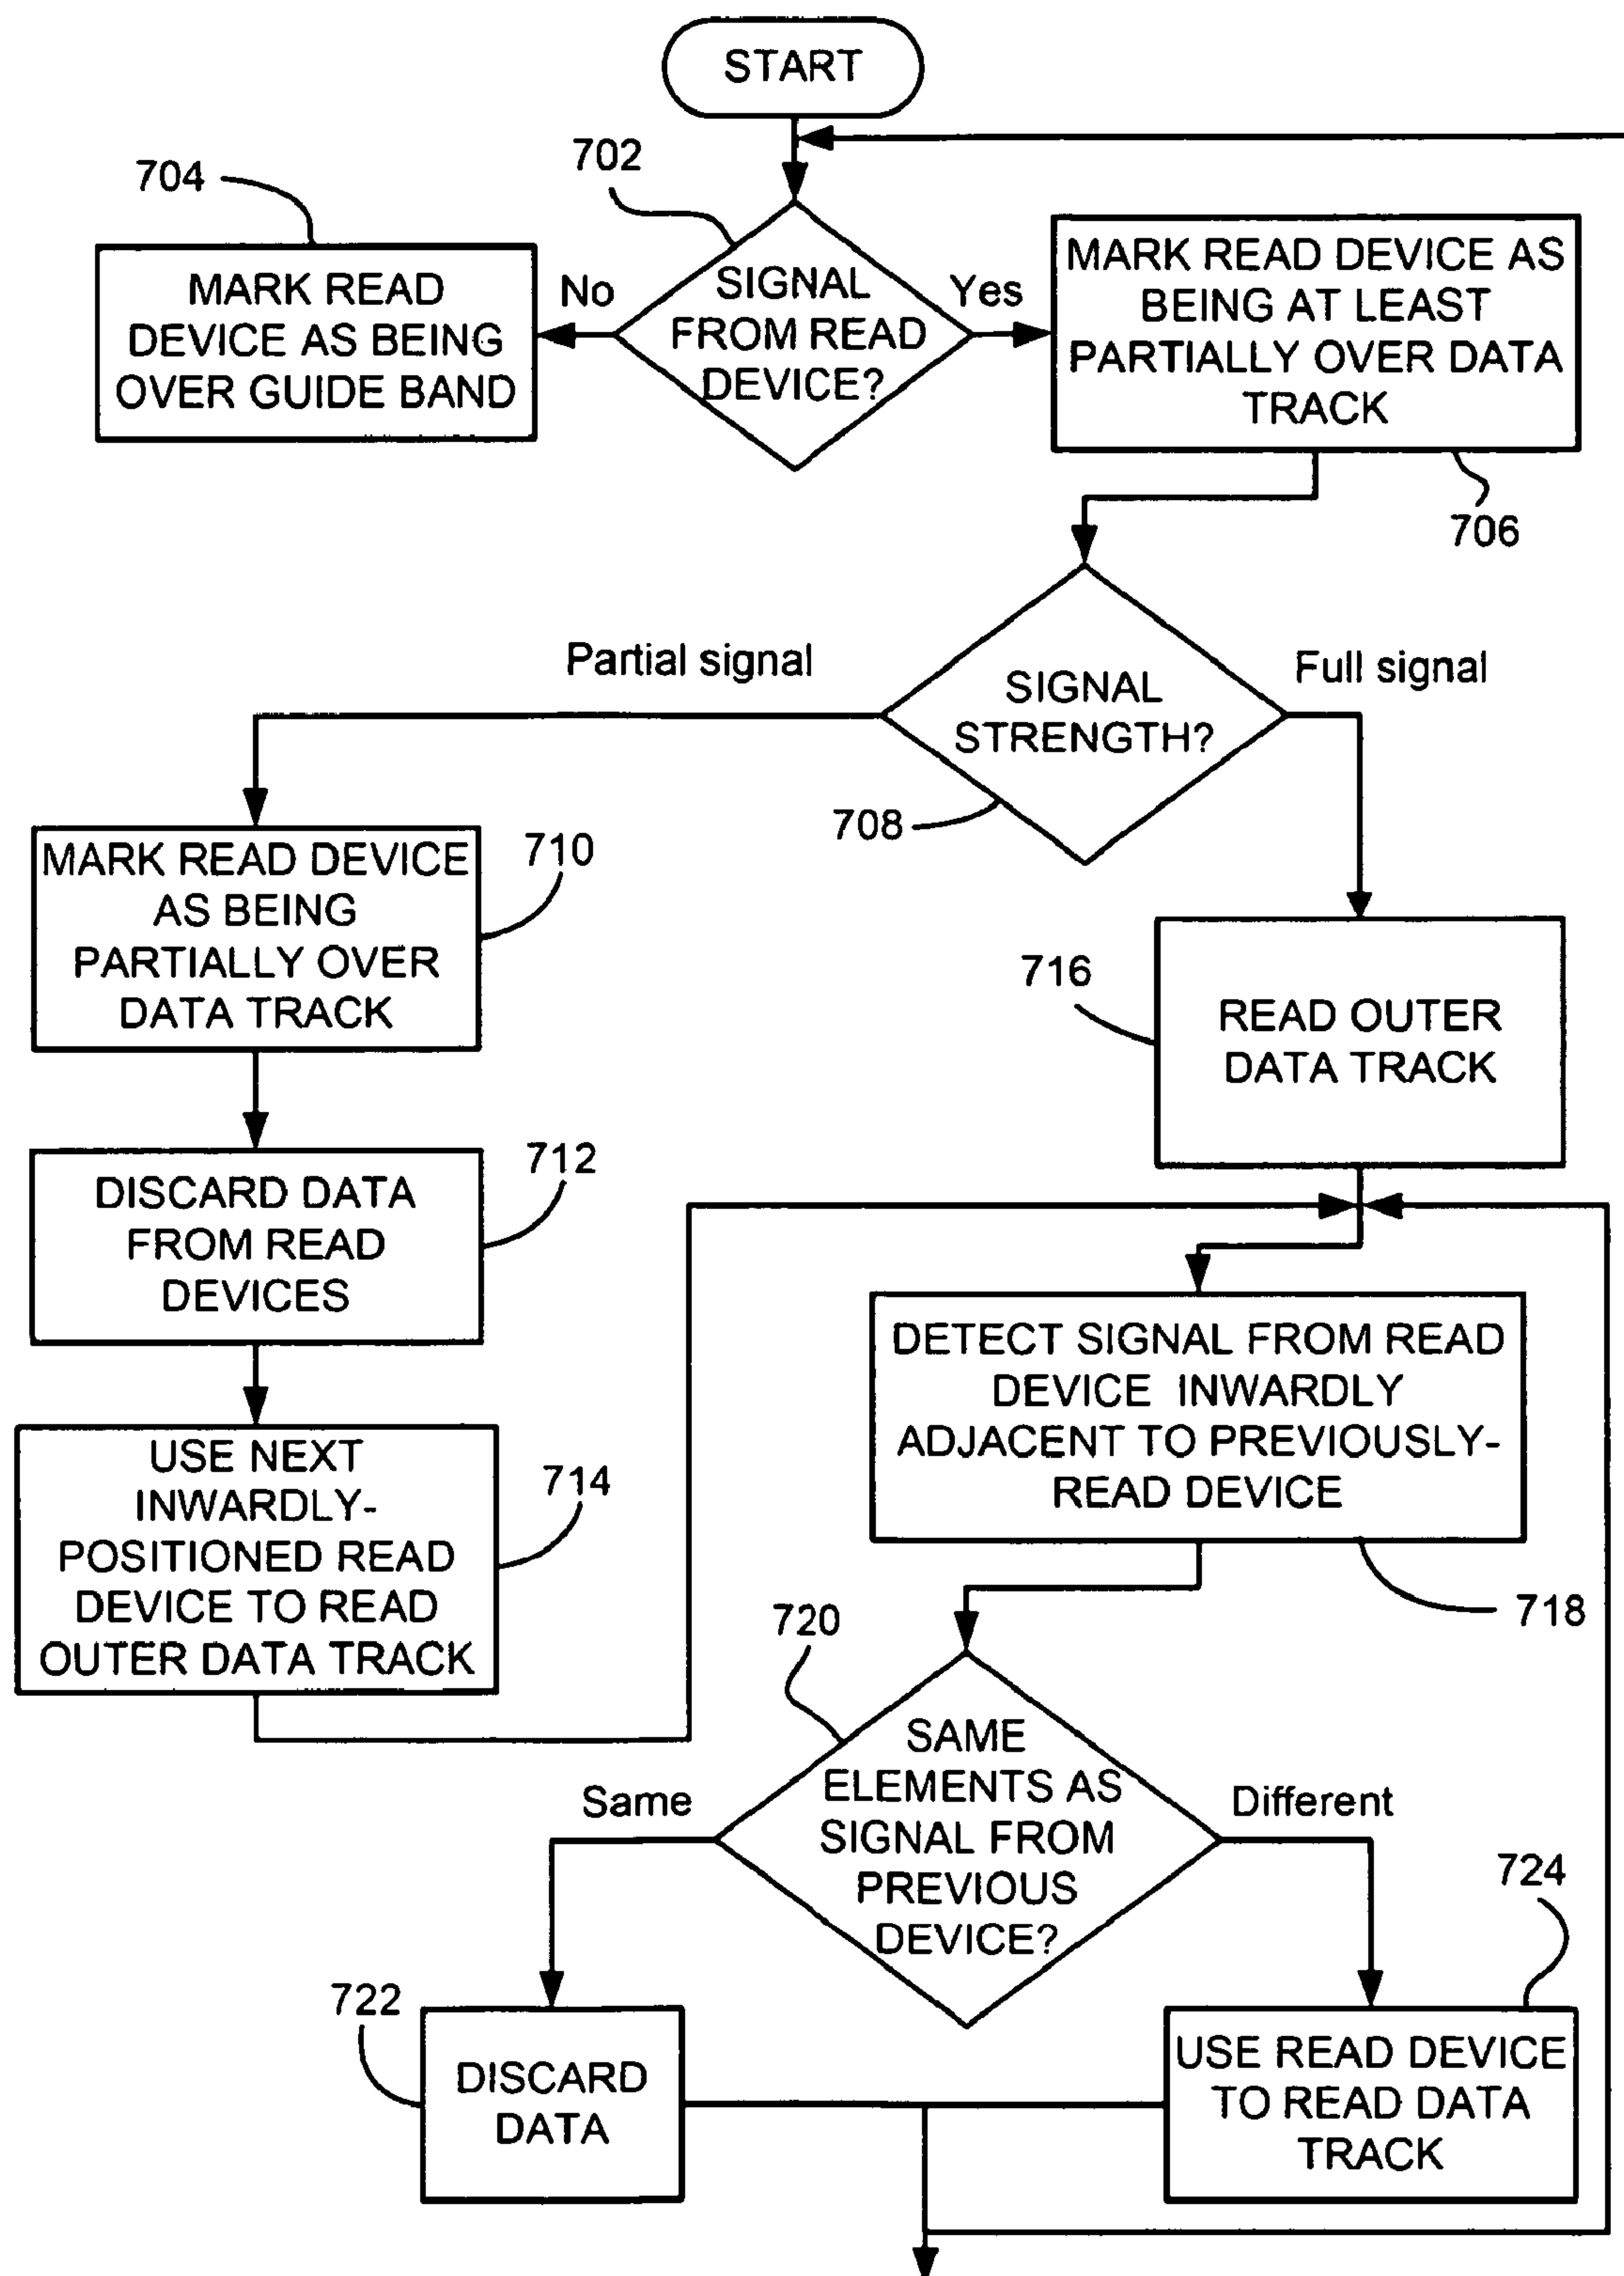 START
702
704
MARK READ
DEVICE AS BEING
OVER GUIDE BAND
No
SIGNAL
FROM READ
DEVICE?
Yes
MARK READ DEVICE AS
BEING AT LEAST
PARTIALLY OVER DATA
TRACK
706
Partial signal
SIGNAL
STRENGTH?
Full signal
708
MARK READ DEVICE
AS BEING
PARTIALLY OVER
DATA TRACK
710
716
READ OUTER
DATA TRACK
DISCARD DATA
FROM READ
DEVICES
712
DETECT SIGNAL FROM READ
DEVICE INWARDLY
ADJACENT TO PREVIOUSLY-
READ DEVICE
718
USE NEXT
INWARDLY-
POSITIONED READ
DEVICE TO READ
OUTER DATA TRACK
714
720
SAME
ELEMENTS AS
SIGNAL FROM
PREVIOUS
DEVICE?
Same
Different
724
722
DISCARD
DATA
USE READ DEVICE
TO READ DATA
TRACK